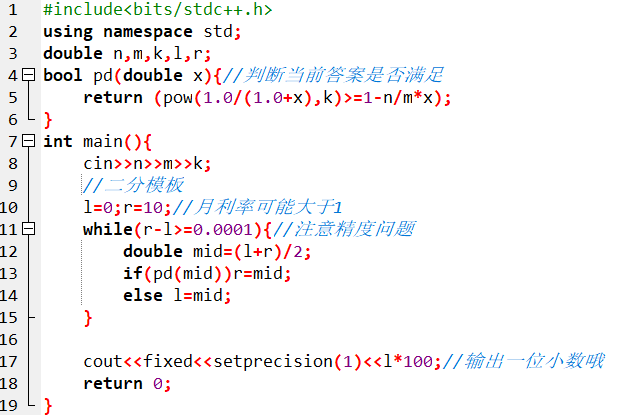 1 #include<bits/stdc++.h>
2 using namespace std;
3 double n,m,k,l,r;
4 bool pd(double x){//判断当前答案是否满足
5     return (pow(1.0/(1.0+x),k)>=1-n/m*x);
6 }
7 int main(){
8     cin>>n>>m>>k;
9     //二分模板
10     l=0;r=10;//月利率可能大于1
11     while(r-l>=0.0001){//注意精度问题
12         double mid=(l+r)/2;
13         if(pd(mid))r=mid;
14         else l=mid;
15     }
16
17     cout<<fixed<<setprecision(1)<<l*100;//输出一位小数哦
18     return 0;
19 }